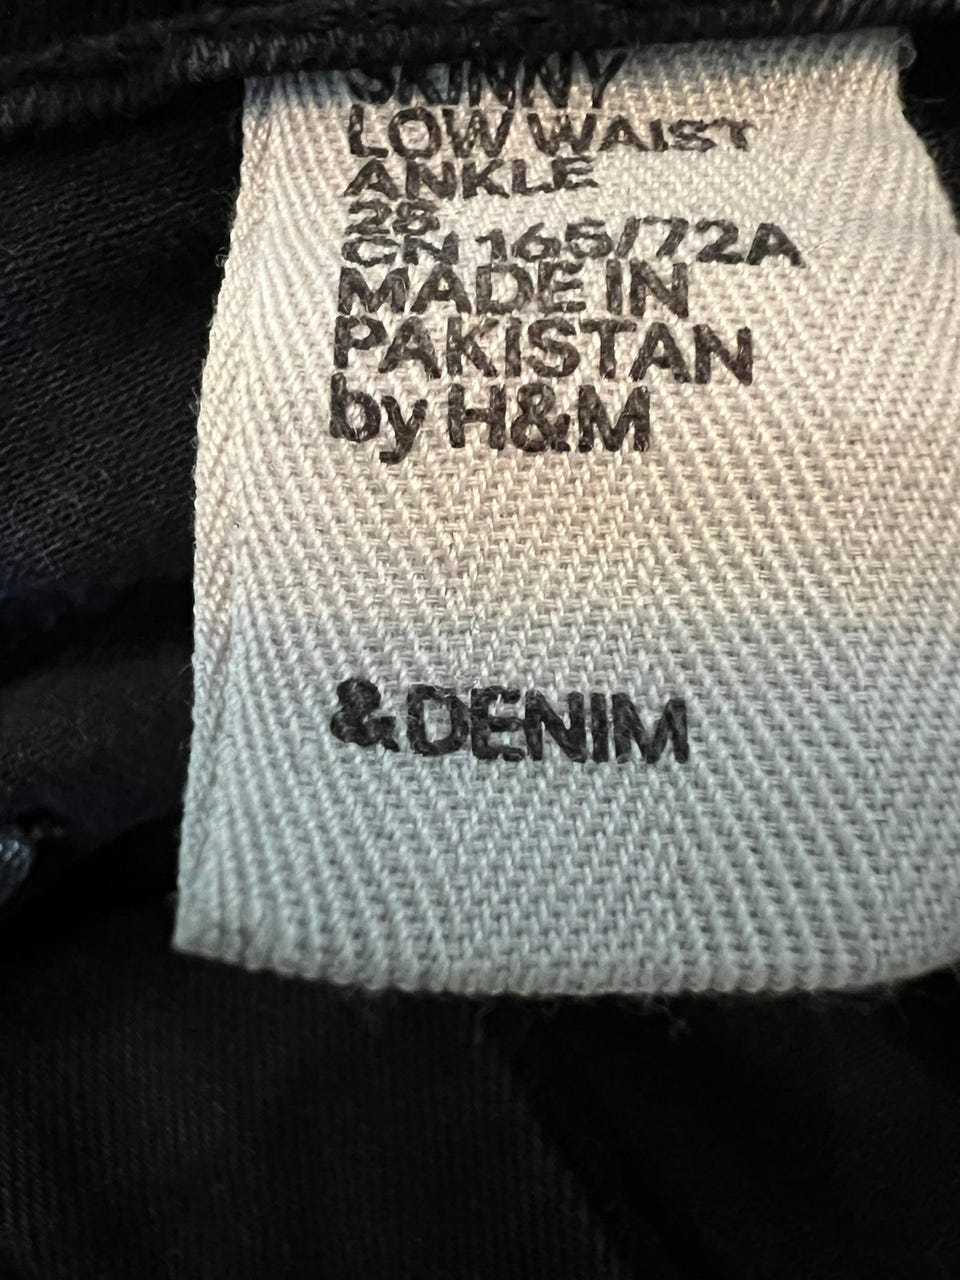 SKINNY
LOW WAIST
ANKLE
28
CN 165/72A
MADE IN
PAKISTAN
by H&M
&DENIM